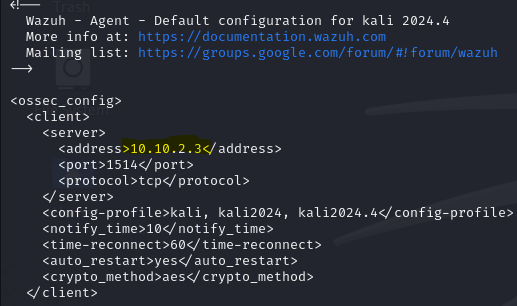 <!--
Wazuh - Agent - Default configuration for kali 2024.4
More info at: https://documentation.wazuh.com
Mailing list: https://groups.google.com/forum/#!forum/wazuh
-->
<ossec_config>
<client>
<server>
<address>10.10.2.3</address>
<port>1514</port>
<protocol>tcp</protocol>
</server>
<config-profile>kali, kali2024, kali2024.4</config-profile>
<notify_time>10</notify_time>
<time-reconnect>60</time-reconnect>
<auto_restart>yes</auto_restart>
<crypto_method>aes</crypto_method>
</client>
Trash